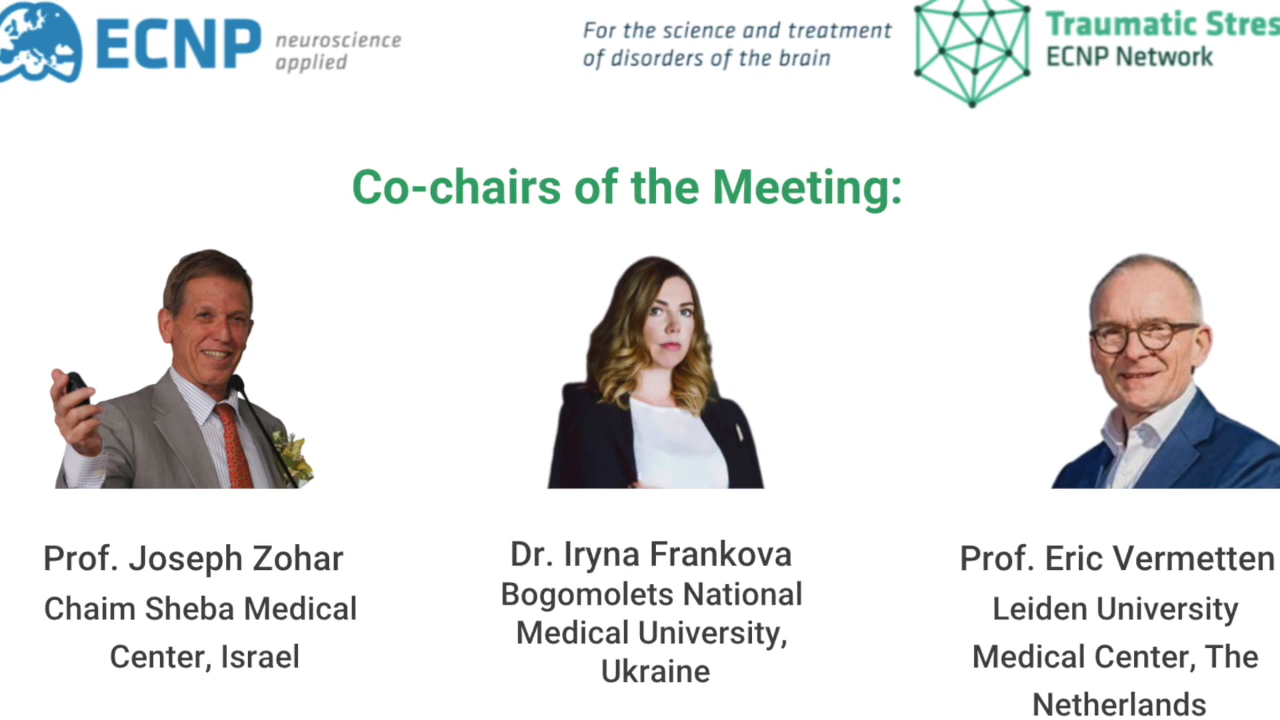 ECNP
neuroscience
applied
For the science and treatment
of disorders of the brain
Traumatic Stres
ECNP Network
Co-chairs of the Meeting:
Prof. Joseph Zohar
Chaim Sheba Medical
Center, Israel
Dr. Iryna Frankova
Bogomolets National
Medical University,
Ukraine
Prof. Eric Vermetten
Leiden University
Medical Center, The
Netherlands